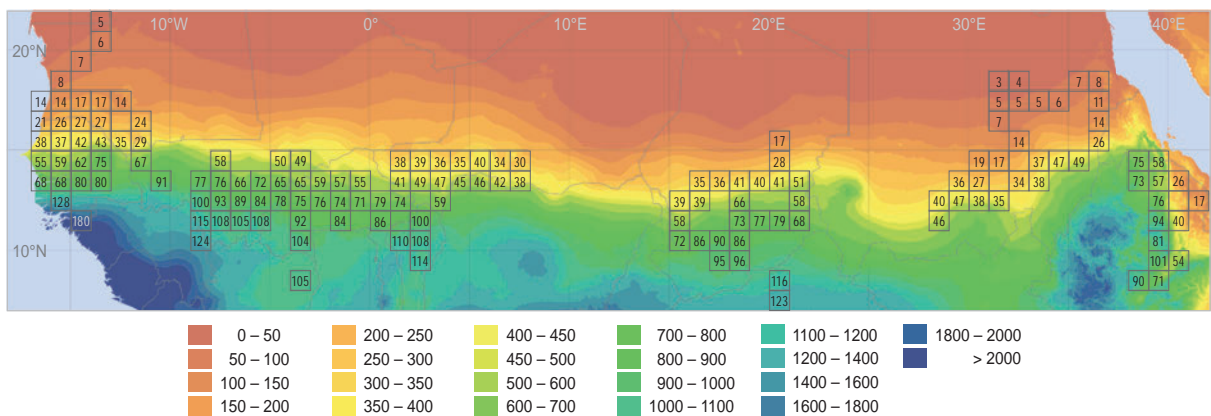 10°W 0° 10°E 20°E 30°E 40°E
5
20°N 6
7
8 3 4 7 8
14 14 17 17 14 5 5 5 6 11
21 26 27 27 24 7 14
38 37 42 43 35 29 17 14 26
55 59 62 75 67 58 50 49 38 39 36 35 40 34 30 28 19 17 37 47 49 75 58
68 68 80 80 91 77 76 66 72 65 65 59 57 55 41 49 47 45 46 42 38 35 36 41 40 41 51 36 27 34 38 73 57 26
128 100 93 89 84 78 75 76 74 71 79 74 59 39 39 66 58 40 47 38 35 76 17
180 115 108 105 108 92 84 86 100 58 73 77 79 68 46 94 40
10°N 124 104 110 108 72 86 90 86 81
114 95 96 101 54
105 116 90 71
123
0 – 50 200 – 250 400 – 450 700 – 800 1100 – 1200 1800 – 2000
50 – 100 250 – 300 450 – 500 800 – 900 1200 – 1400 > 2000
100 – 150 300 – 350 500 – 600 900 – 1000 1400 – 1600
150 – 200 350 – 400 600 – 700 1000 – 1100 1600 – 1800